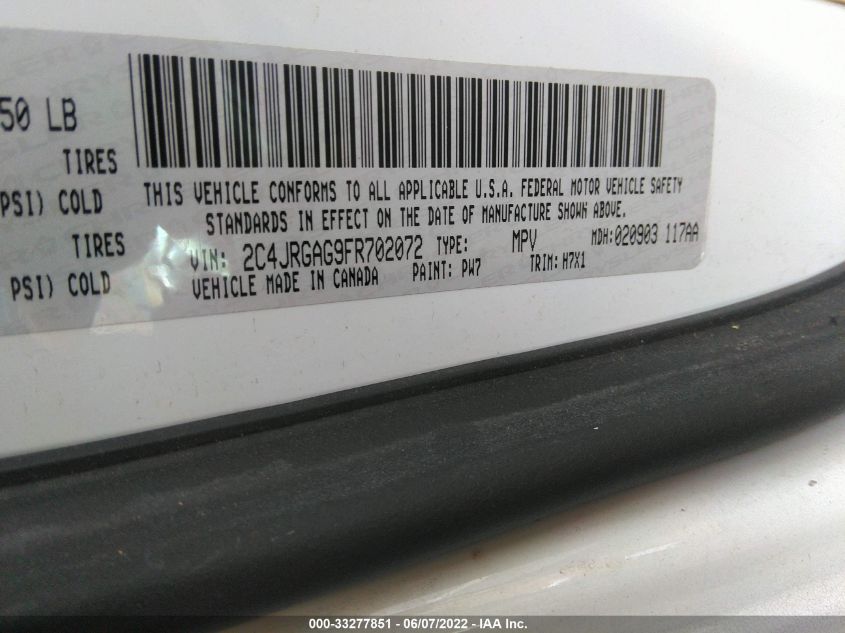 50 LB
TIRES
PSI) COLD
TIRES
PSI) COLD
THIS VEHICLE CONFORMS TO ALL APPLICABLE U.S.A. FEDERAL MOTOR VEHICLE SAFETY
STANDARDS IN EFFECT ON THE DATE OF MANUFACTURE SHOWN ABOVE.
VIN: 2C4JRGAG9FR702072 TYPE: MPV MDH:020903 117AA
VEHICLE MADE IN CANADA PAINT: PW7 TRIM: H7X1
000-33277851 - 06/07/2022 - IAA Inc.